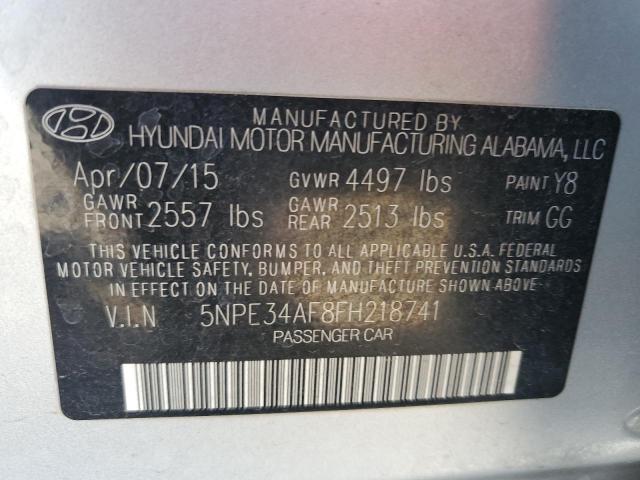 MANUFACTURED BY
HYUNDAI MOTOR MANUFACTURING ALABAMA, LLC
Apr/07/15 GVWR 4497 lbs PAINT Y8
GAWR FRONT 2557 lbs GAWR REAR 2513 lbs TRIM GG
THIS VEHICLE CONFORMS TO ALL APPLICABLE U.S.A. FEDERAL
MOTOR VEHICLE SAFETY, BUMPER, AND THEFT PREVENTION STANDARDS
IN EFFECT ON THE DATE OF MANUFACTURE SHOWN ABOVE.
V.I.N 5NPE34AF8FH218741
PASSENGER CAR